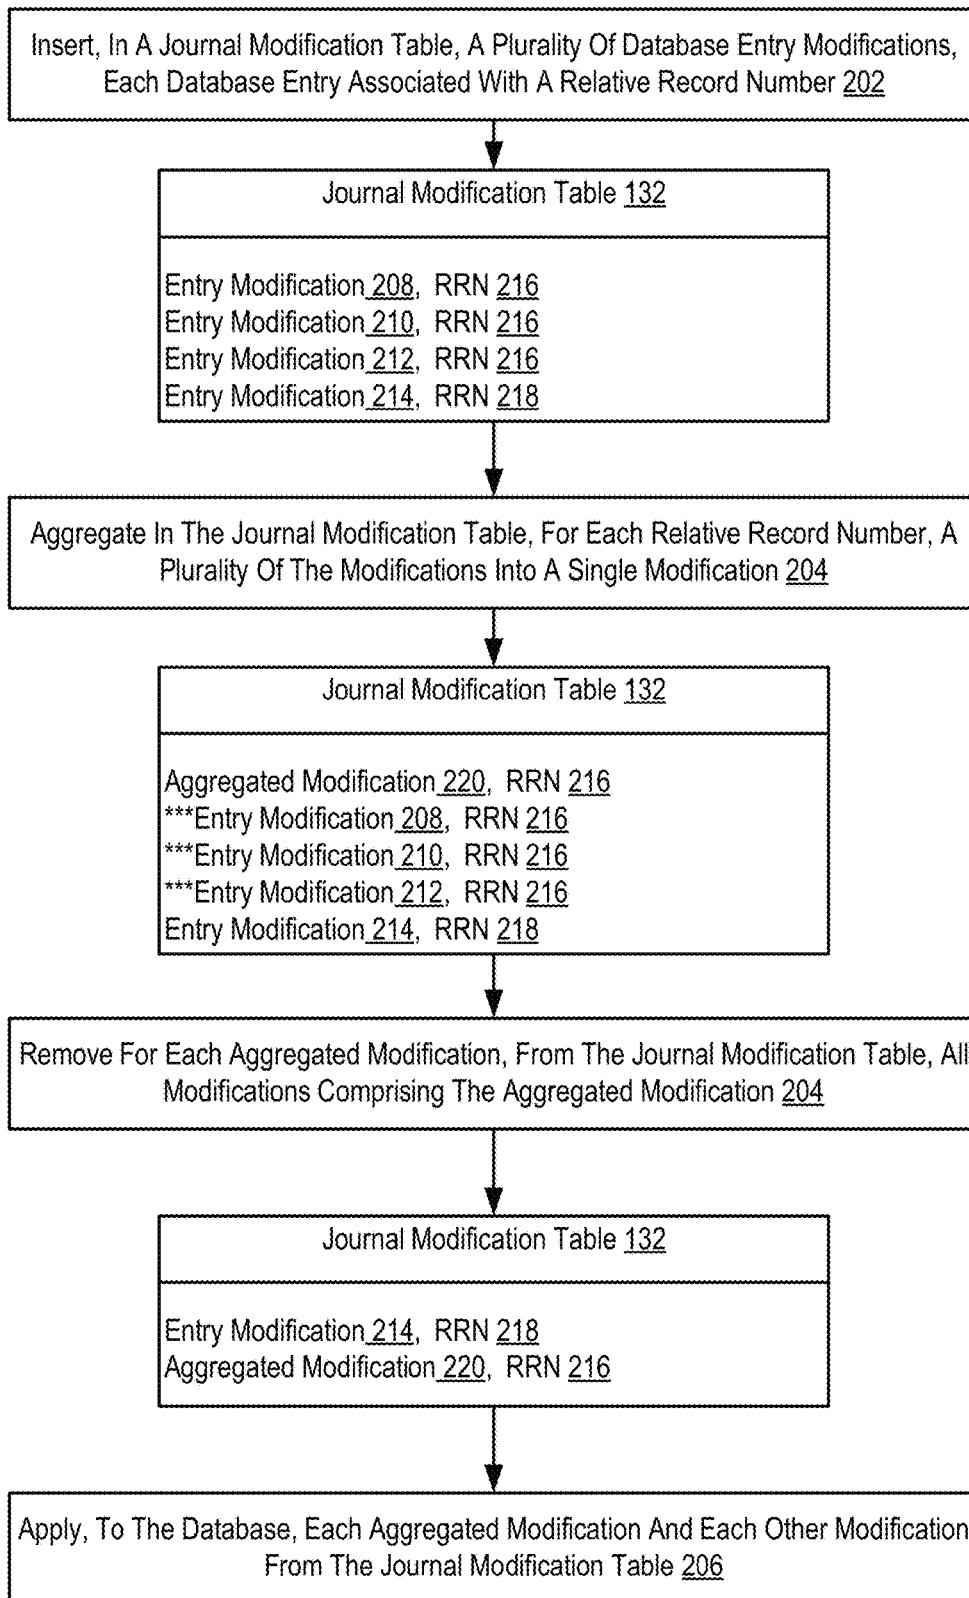 Insert, In A Journal Modification Table, A Plurality Of Database Entry Modifications,
Each Database Entry Associated With A Relative Record Number 202
Journal Modification Table 132
Entry Modification 208, RRN 216
Entry Modification 210, RRN 216
Entry Modification 212, RRN 216
Entry Modification 214, RRN 218
Aggregate In The Journal Modification Table, For Each Relative Record Number, A
Plurality Of The Modifications Into A Single Modification 204
Journal Modification Table 132
Aggregated Modification 220, RRN 216
***Entry Modification 208, RRN 216
***Entry Modification 210, RRN 216
***Entry Modification 212, RRN 216
Entry Modification 214, RRN 218
Remove For Each Aggregated Modification, From The Journal Modification Table, All
Modifications Comprising The Aggregated Modification 204
Journal Modification Table 132
Entry Modification 214, RRN 218
Aggregated Modification 220, RRN 216
Apply, To The Database, Each Aggregated Modification And Each Other Modification
From The Journal Modification Table 206